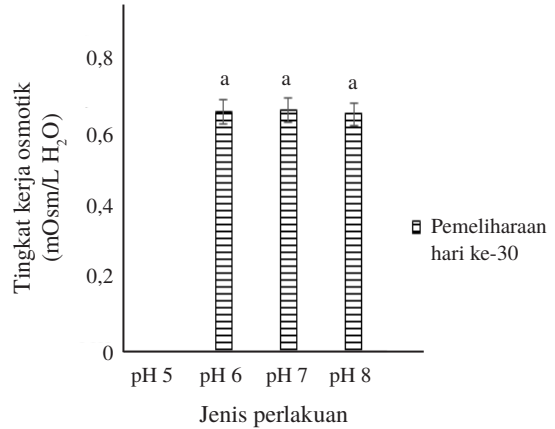 Tingkat kerja osmotik
(mOsm/L H₂O)
0,8
0,6
0,4
0,2
0
a
a
a
pH 5
pH 6
pH 7
pH 8
Jenis perlakuan
Pemeliharaan
hari ke-30